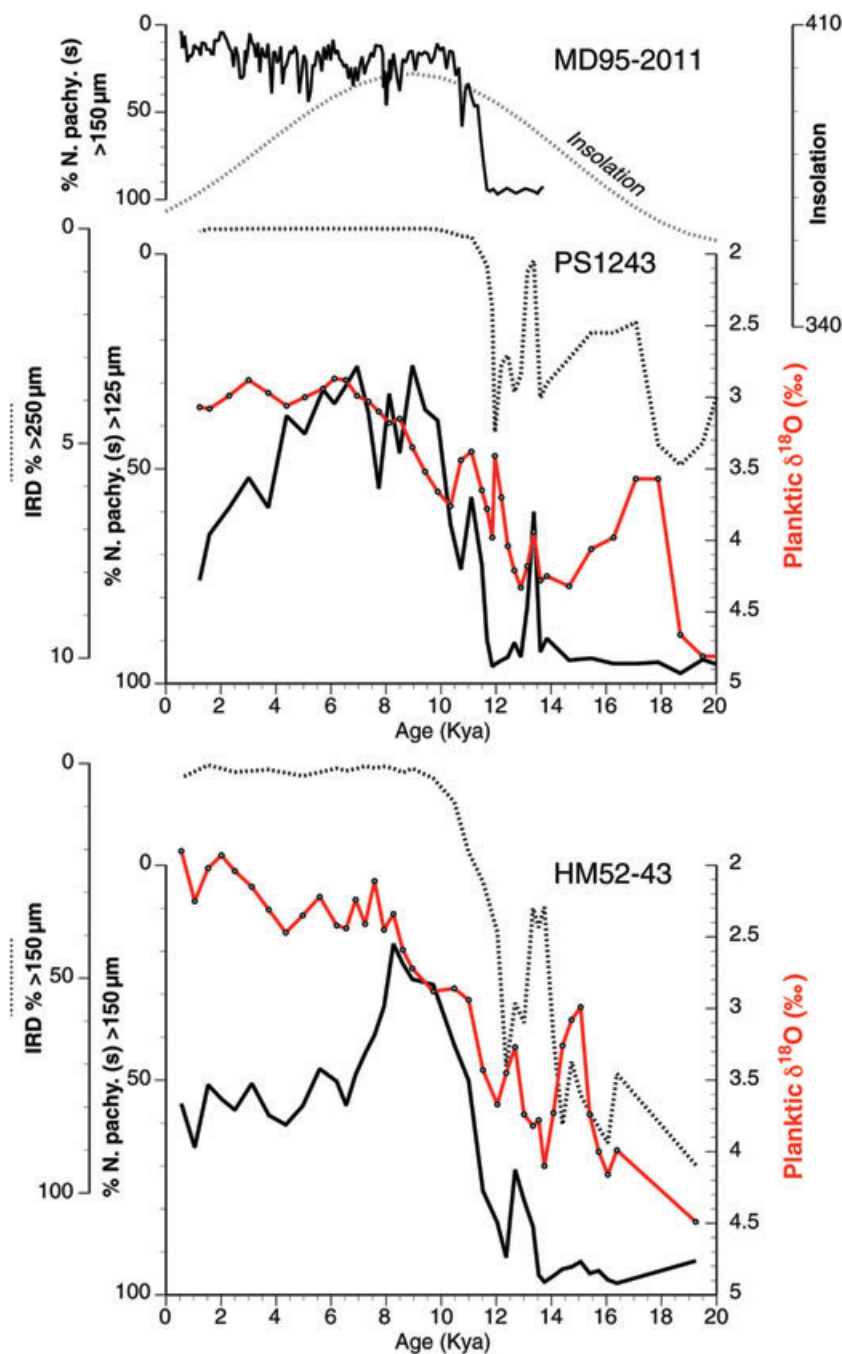 0
50
100
% N. pachy. (s)
>150 µm
MD95-2011
Insolation
410
Insolation
340
0
5
10
IRD % >250 µm
0
50
100
% N. pachy. (s) >125 µm
PS1243
2
2.5
3
3.5
4
4.5
5
Planktic δ18O (‰)
0 2 4 6 8 10 12 14 16 18 20
Age (Kya)
0
50
100
IRD % >150 µm
0
50
100
% N. pachy. (s) >150 µm
HM52-43
2
2.5
3
3.5
4
4.5
5
Planktic δ18O (‰)
0 2 4 6 8 10 12 14 16 18 20
Age (Kya)